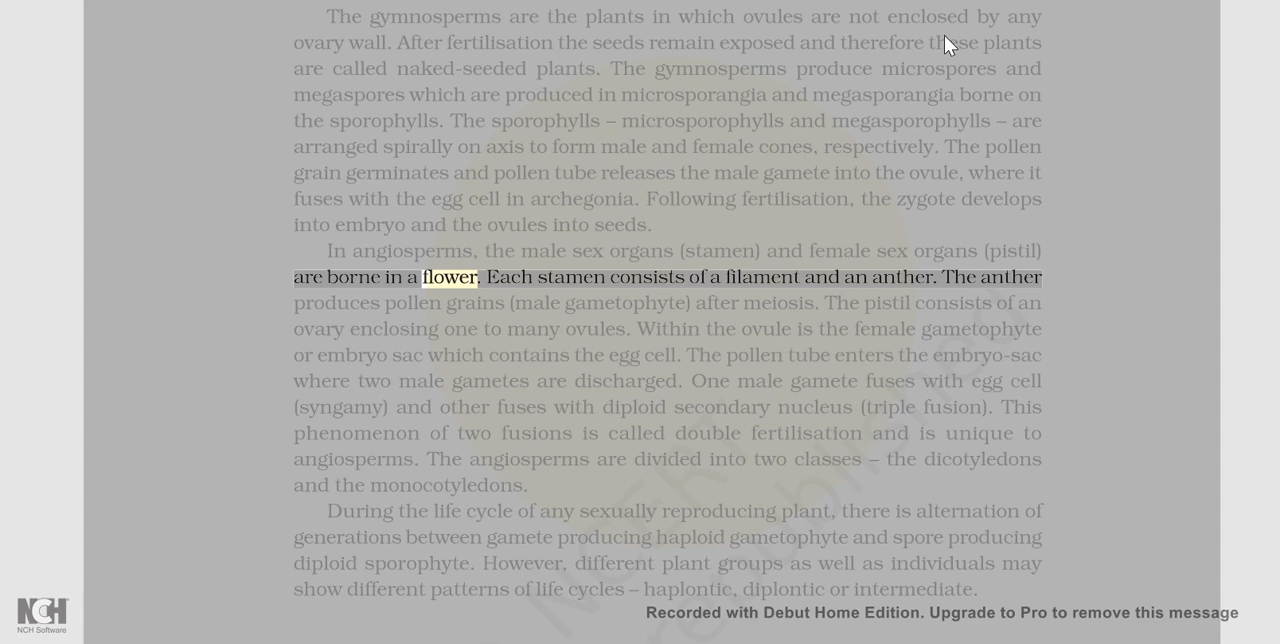 The gymnosperms are the plants in which ovules are not enclosed by any
ovary wall. After fertilisation the seeds remain exposed and therefore these plants
are called naked-seeded plants. The gymnosperms produce microspores and
megaspores which are produced in microsporangia and megasporangia borne on
the sporophylls. The sporophylls – microsporophylls and megasporophylls – are
arranged spirally on axis to form male and female cones, respectively. The pollen
grain germinates and pollen tube releases the male gamete into the ovule, where it
fuses with the egg cell in archegonia. Following fertilisation, the zygote develops
into embryo and the ovules into seeds.
In angiosperms, the male sex organs (stamen) and female sex organs (pistil)
are borne in a flower. Each stamen consists of a filament and an anther. The anther
produces pollen grains (male gametophyte) after meiosis. The pistil consists of an
ovary enclosing one to many ovules. Within the ovule is the female gametophyte
or embryo sac which contains the egg cell. The pollen tube enters the embryo-sac
where two male gametes are discharged. One male gamete fuses with egg cell
(syngamy) and other fuses with diploid secondary nucleus (triple fusion). This
phenomenon of two fusions is called double fertilisation and is unique to
angiosperms. The angiosperms are divided into two classes – the dicotyledons
and the monocotyledons.
During the life cycle of any sexually reproducing plant, there is alternation of
generations between gamete producing haploid gametophyte and spore producing
diploid sporophyte. However, different plant groups as well as individuals may
show different patterns of life cycles – haplontic, diplontic or intermediate.
NCERT
republished
NCH
NCH Software
Recorded with Debut Home Edition. Upgrade to Pro to remove this message